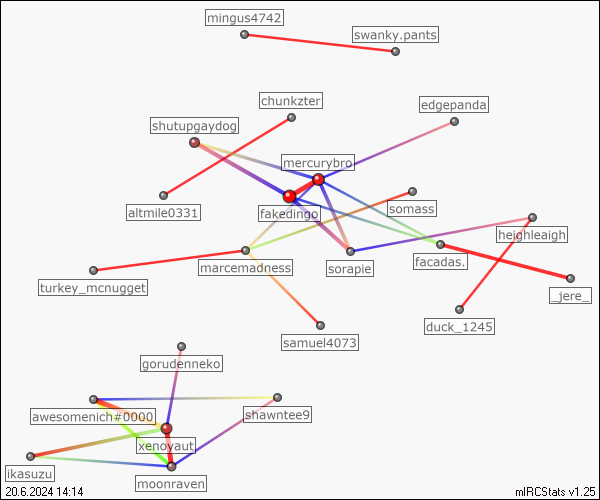 mingus4742
swanky.pants
chunkzter
edgepanda
shutupgaydog
mercurybro
altmile0331
fakedingo
somass
heighleaigh
marcemadness
sorapie
facadas.
turkey_mcnugget
_jere_
duck_1245
samuel4073
gorudenneko
awesomenich#0000
shawntee9
xenoyaut
ikasuzu
moonraven
20.6.2024 14:14
mIRCStats v1.25